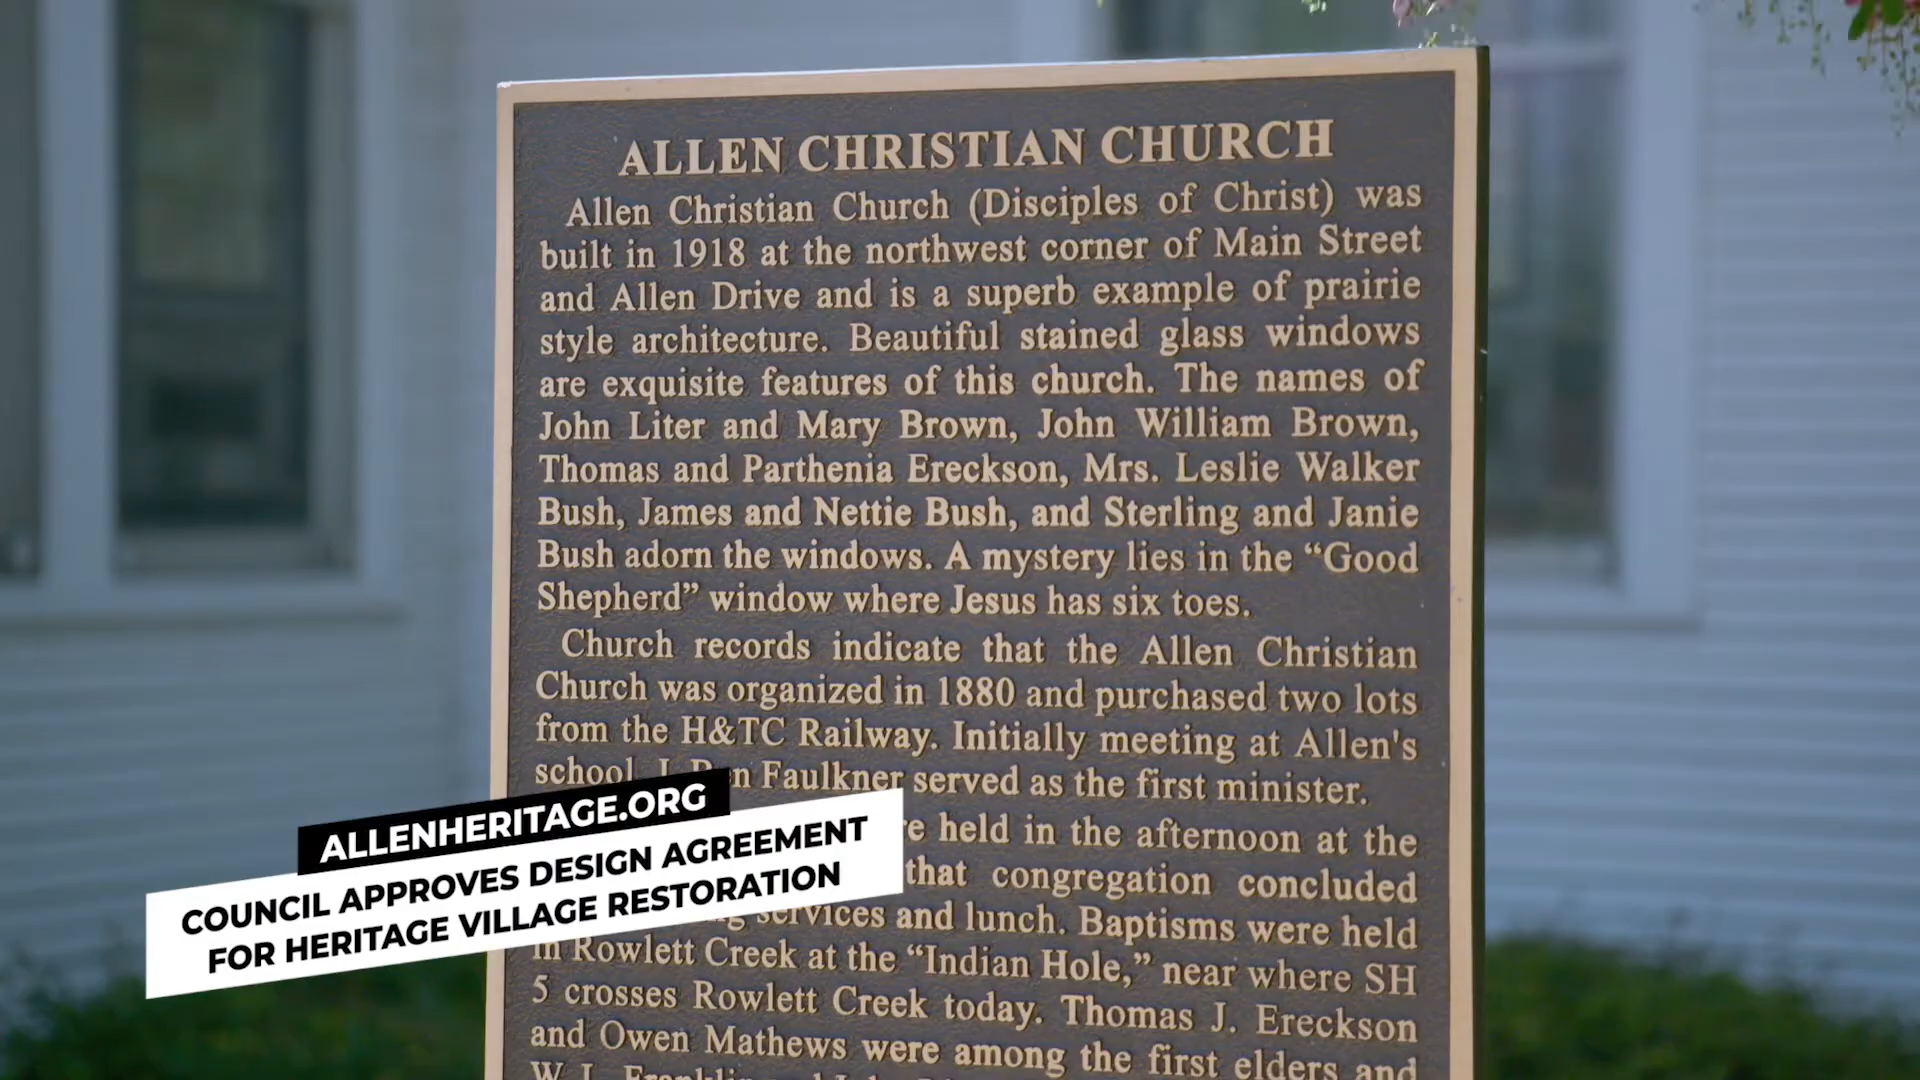 ALLEN CHRISTIAN CHURCH
Allen Christian Church (Disciples of Christ) was
built in 1918 at the northwest corner of Main Street
and Allen Drive and is a superb example of prairie
style architecture. Beautiful stained glass windows
are exquisite features of this church. The names of
John Liter and Mary Brown, John William Brown,
Thomas and Parthenia Ereckson, Mrs. Leslie Walker
Bush, James and Nettie Bush, and Sterling and Janie
Bush adorn the windows. A mystery lies in the “Good
Shepherd” window where Jesus has six toes.
Church records indicate that the Allen Christian
Church was organized in 1880 and purchased two lots
from the H&TC Railway. Initially meeting at Allen's
school Faulkner served as the first minister.
held in the afternoon at the
that congregation concluded
services and lunch. Baptisms were held
in Rowlett Creek at the “Indian Hole,” near where SH
5 crosses Rowlett Creek today. Thomas J. Ereckson
and Owen Mathews were among the first elders and
ALLENHERITAGE.ORG
COUNCIL APPROVES DESIGN AGREEMENT
FOR HERITAGE VILLAGE RESTORATION